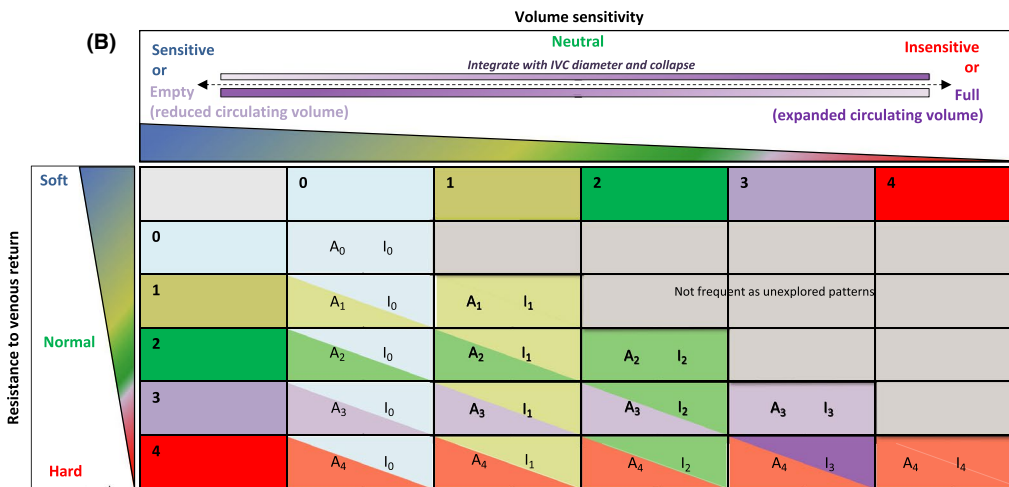 Volume sensitivity
(B)
Sensitive
or
Empty
(reduced circulating volume)
Neutral
Integrate with IVC diameter and collapse
Insensitive
or
Full
(expanded circulating volume)
Resistance to venous return
Soft
Normal
Hard
0 1 2 3 4
0 A0 I0
1 A1 I0 A1 I1 Not frequent as unexplored patterns
2 A2 I0 A2 I1 A2 I2
3 A3 I0 A3 I1 A3 I2 A3 I3
4 A4 I0 A4 I1 A4 I2 A4 I3 A4 I4